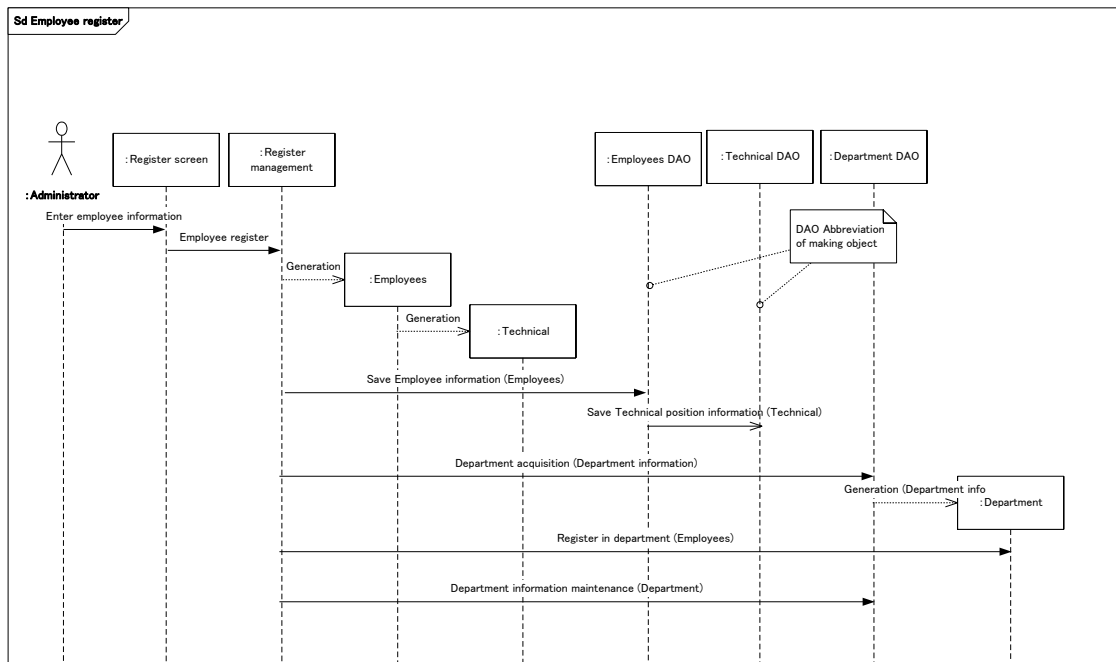 Sd Employee register
:Register screen
:Register
management
:Employees DAO
:Technical DAO
:Department DAO
:Administrator
Enter employee information
DAO Abbreviation
of making object
Employee register
Generation
:Employees
Generation
:Technical
Save Employee information (Employees)
Save Technical position information (Technical)
Department acquisition (Department information)
Generation (Department info
:Department
Register in department (Employees)
Department information maintenance (Department)